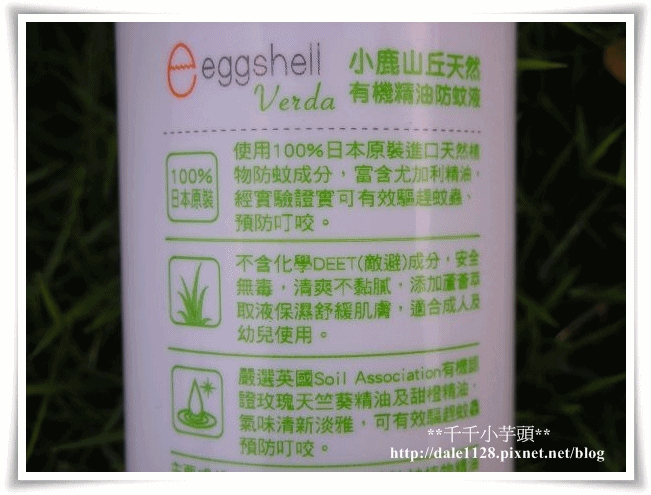 eggshell
Verda
小鹿山丘天然
有機精油防蚊液
100%
日本原裝
使用100%日本原裝進口天然植
物防蚊成分，富含尤加利精油，
經實驗證實可有效驅趕蚊蟲、
預防叮咬。
不含化學DEET(敵避)成分，安全
無毒，清爽不黏膩，添加蘆薈萃
取液保濕舒緩肌膚，適合成人及
幼兒使用。
嚴選英國Soil Association有機認
證玫瑰天竺葵精油及甜橙精油，
氣味清新淡雅，可有效驅趕蚊蟲
預防叮咬。
**千千小芋頭**
http://dale1128.pixnet.net/blog